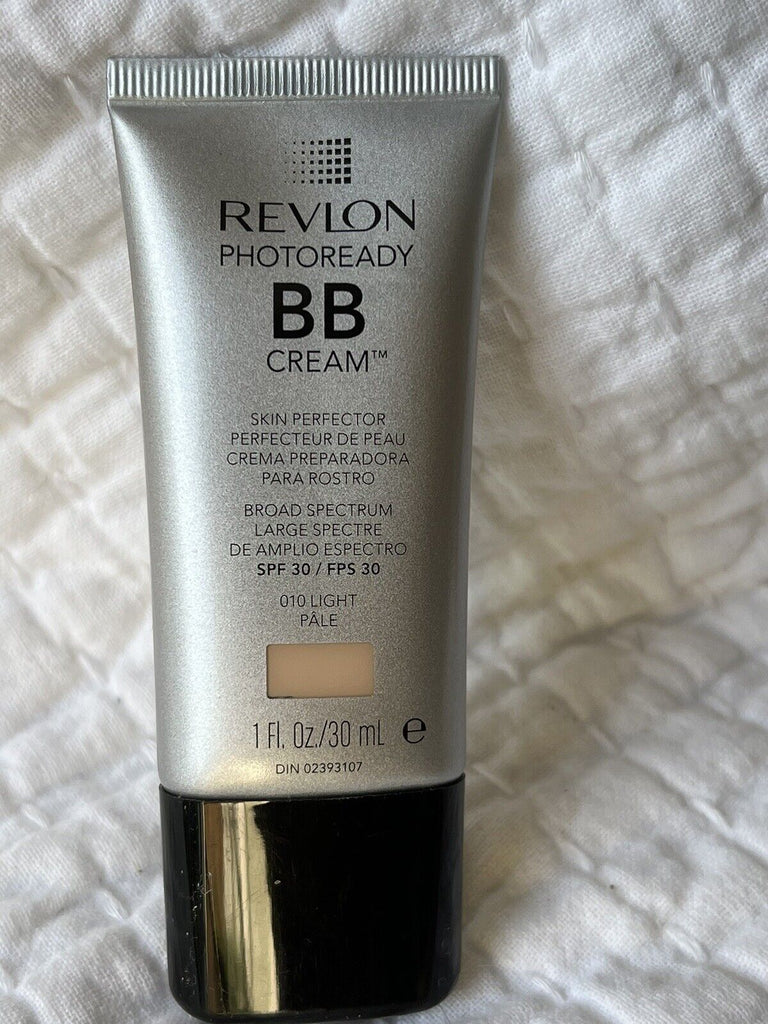 REVLON
PHOTOREADY
BB
CREAM™
SKIN PERFECTOR
PERFECTEUR DE PEAU
CREMA PREPARADORA
PARA ROSTRO
BROAD SPECTRUM
LARGE SPECTRE
DE AMPLIO ESPECTRO
SPF 30 / FPS 30
010 LIGHT
PÂLE
1 Fl. Oz./30 mL ℮
DIN 02393107